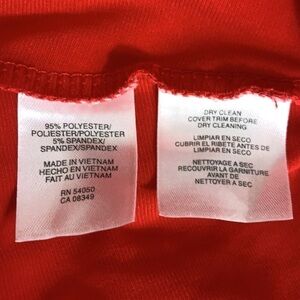 95% POLYESTER/
POLIESTER/POLYESTER
5% SPANDEX/
SPANDEX/SPANDEX
MADE IN VIETNAM
HECHO EN VIETNAM
FAIT AU VIETNAM
RN 54050
CA 08349
DRY CLEAN
COVER TRIM BEFORE
DRY CLEANING
LIMPIAR EN SECO
CUBRIR EL RIBETE ANTES DE
LIMPIAR EN SECO
NETTOYAGE A SEC
RECOUVRIR LA GARNITURE
AVANT DE
NETTOYER A SEC